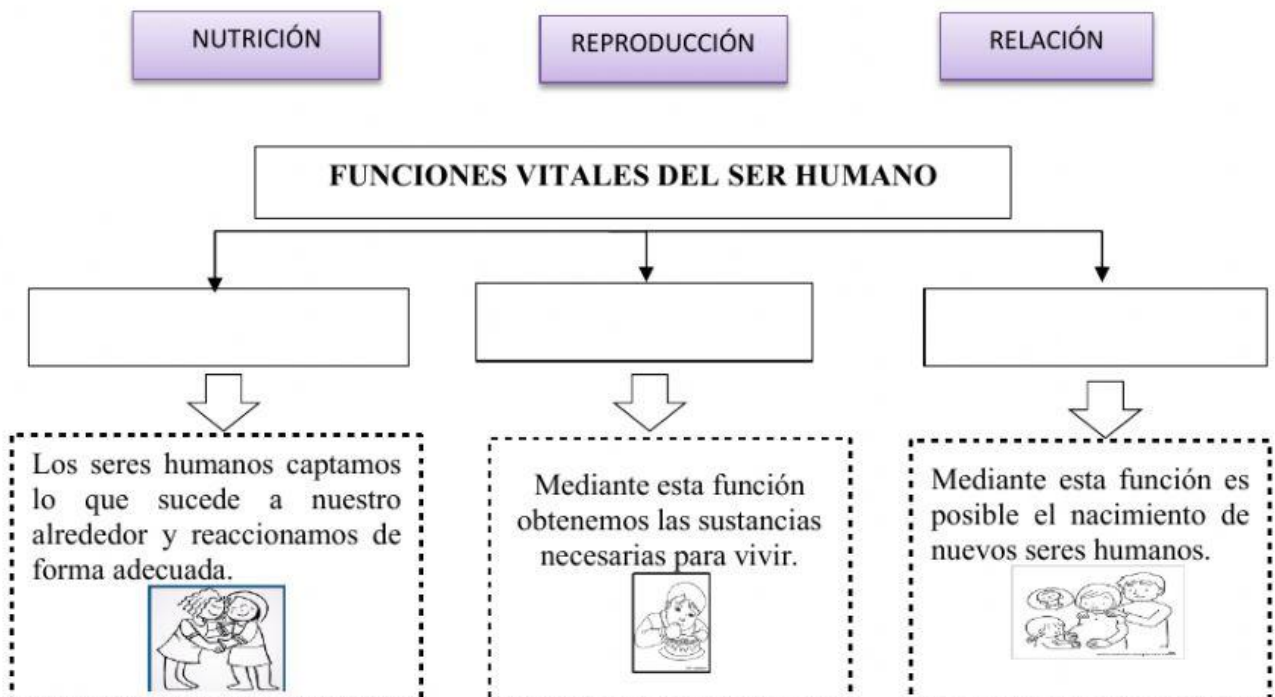 NUTRICIÓN
REPRODUCCIÓN
RELACIÓN
FUNCIONES VITALES DEL SER HUMANO
Los seres humanos captamos
lo que sucede a nuestro
alrededor y reaccionamos de
forma adecuada.
Mediante esta función
obtenemos las sustancias
necesarias para vivir.
Mediante esta función es
posible el nacimiento de
nuevos seres humanos.